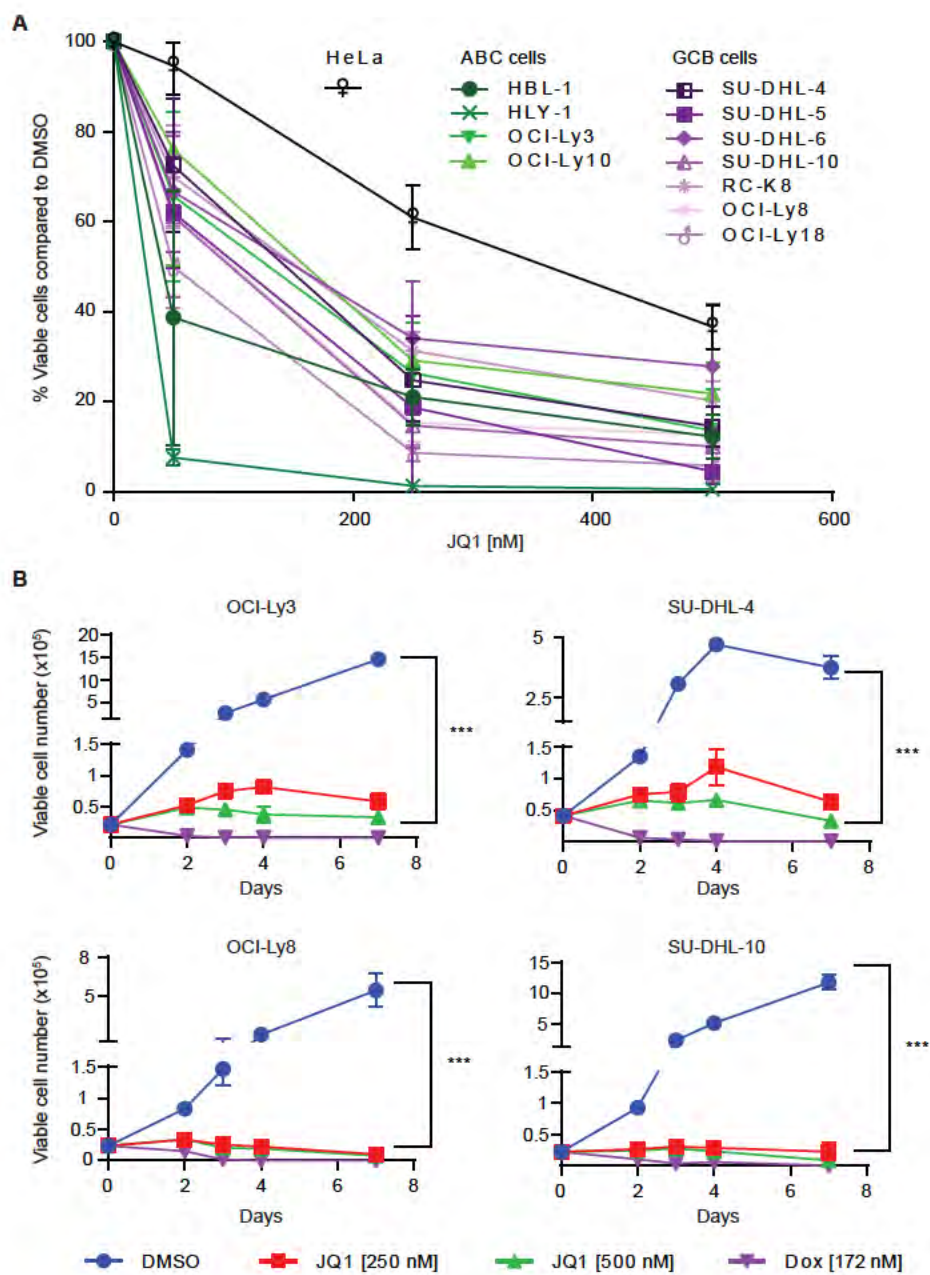 A
% Viable cells compared to DMSO
100
80
60
40
20
0
0 200 400 600
JQ1 [nM]
HeLa
ABC cells
HBL-1
HLY-1
OCI-Ly3
OCI-Ly10
GCB cells
SU-DHL-4
SU-DHL-5
SU-DHL-6
SU-DHL-10
RC-K8
OCI-Ly8
OCI-Ly18
B
OCI-Ly3
Viable cell number (x10⁵)
20
15
10
5
1.5
1
0.5
0 2 4 6 8
Days
***
SU-DHL-4
5
2.5
1.5
1
0.5
0 2 4 6 8
Days
***
OCI-Ly8
Viable cell number (x10⁵)
8
5
1.5
1
0.5
0
0 2 4 6 8
Days
***
SU-DHL-10
15
10
5
1.5
1
0.5
0 2 4 6 8
Days
***
DMSO JQ1 [250 nM] JQ1 [500 nM] Dox [172 nM]